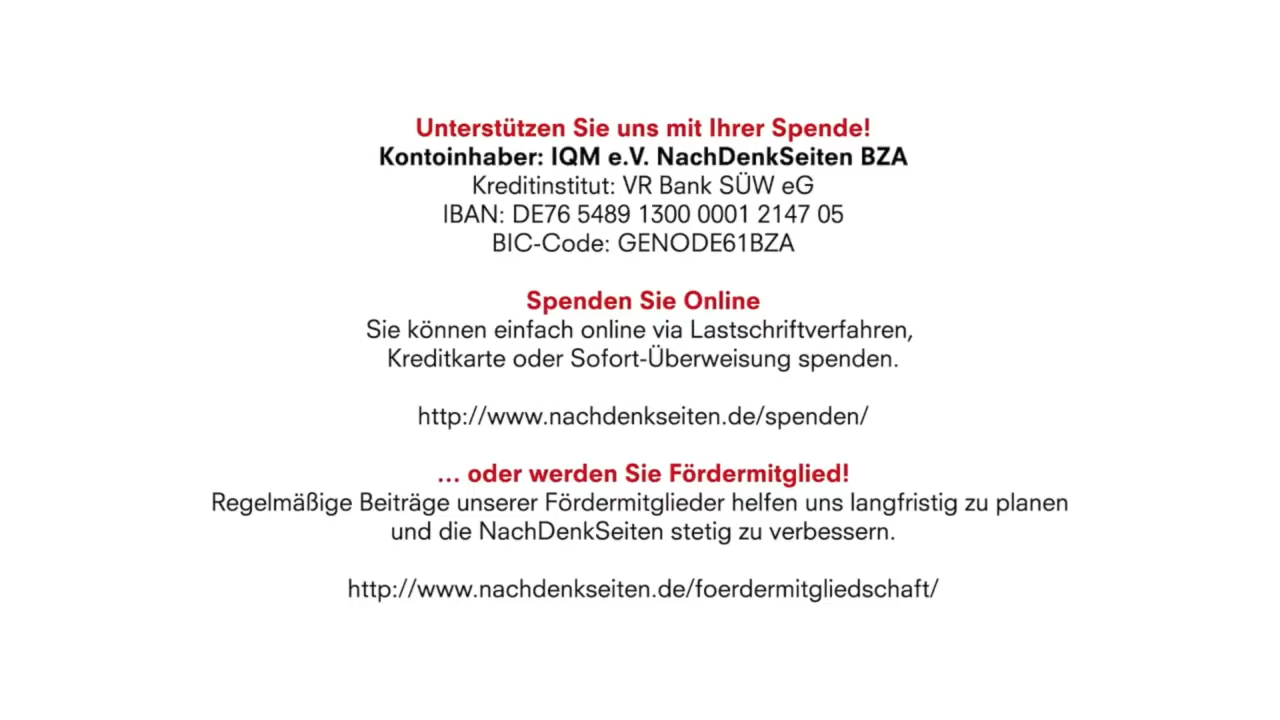 Unterstützen Sie uns mit Ihrer Spende!
Kontoinhaber: IQM e.V. NachDenkSeiten BZA
Kreditinstitut: VR Bank SÜW eG
IBAN: DE76 5489 1300 0001 2147 05
BIC-Code: GENODE61BZA
Spenden Sie Online
Sie können einfach online via Lastschriftverfahren,
Kreditkarte oder Sofort-Überweisung spenden.
http://www.nachdenkseiten.de/spenden/
... oder werden Sie Fördermitglied!
Regelmäßige Beiträge unserer Fördermitglieder helfen uns langfristig zu planen
und die NachDenkSeiten stetig zu verbessern.
http://www.nachdenkseiten.de/foerdermitgliedschaft/